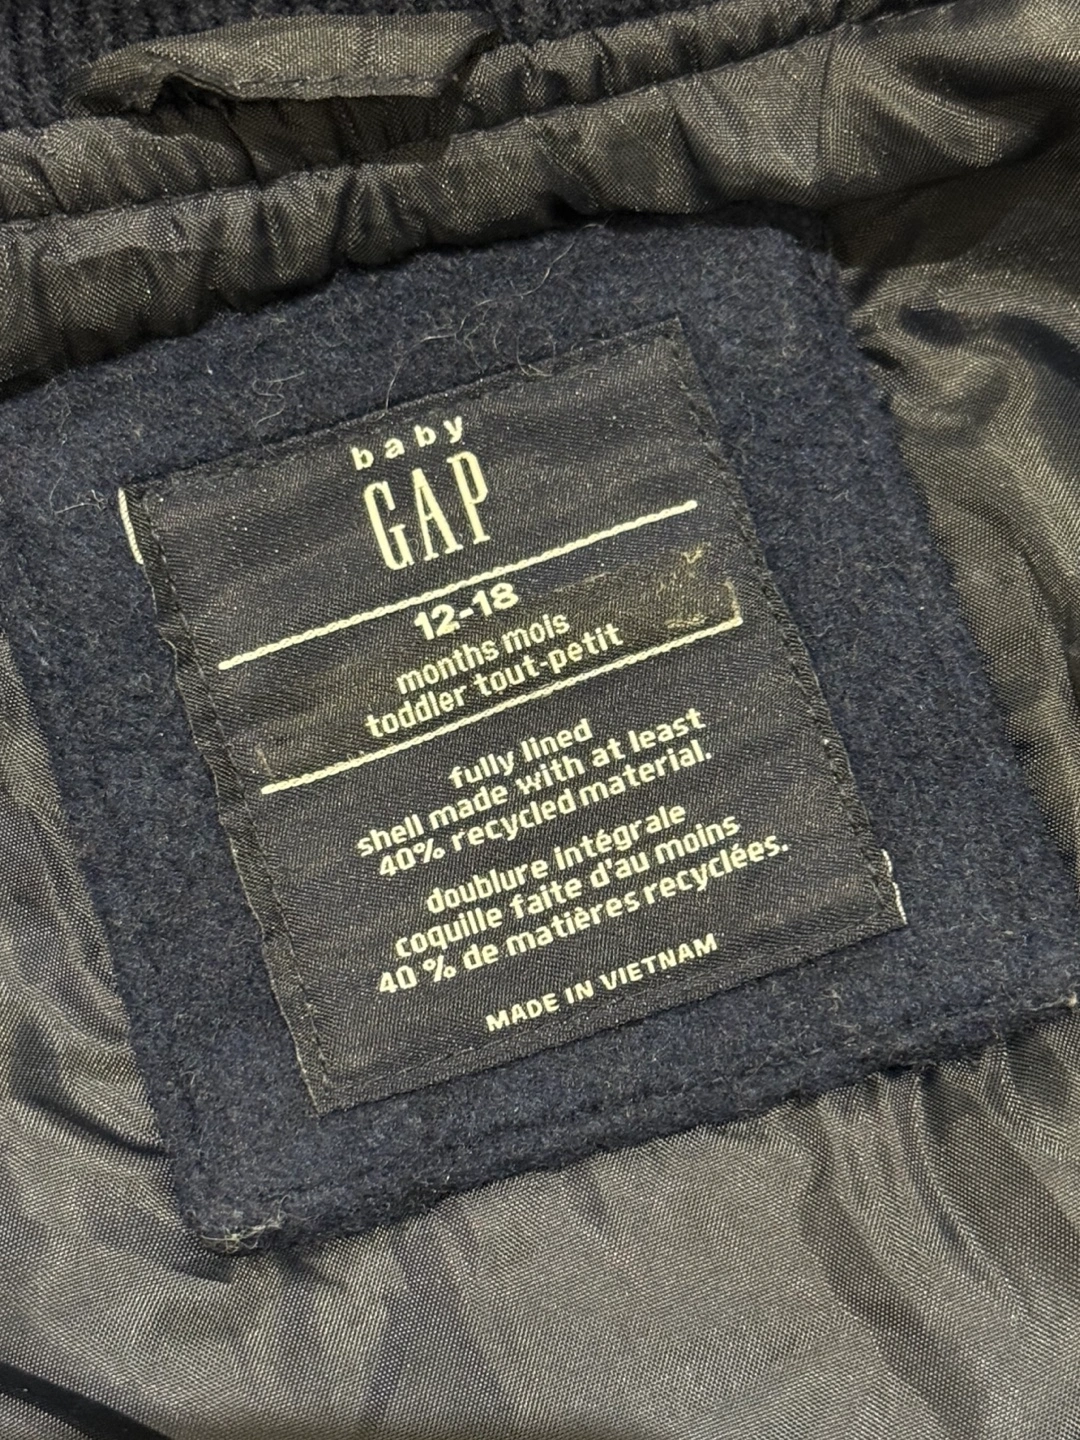 baby
GAP
12-18
months mois
toddler tout-petit
fully lined
shell made with at least
40% recycled material.
doublure intégrale
coquille faite d'au moins
40 % de matières recyclées.
MADE IN VIETNAM